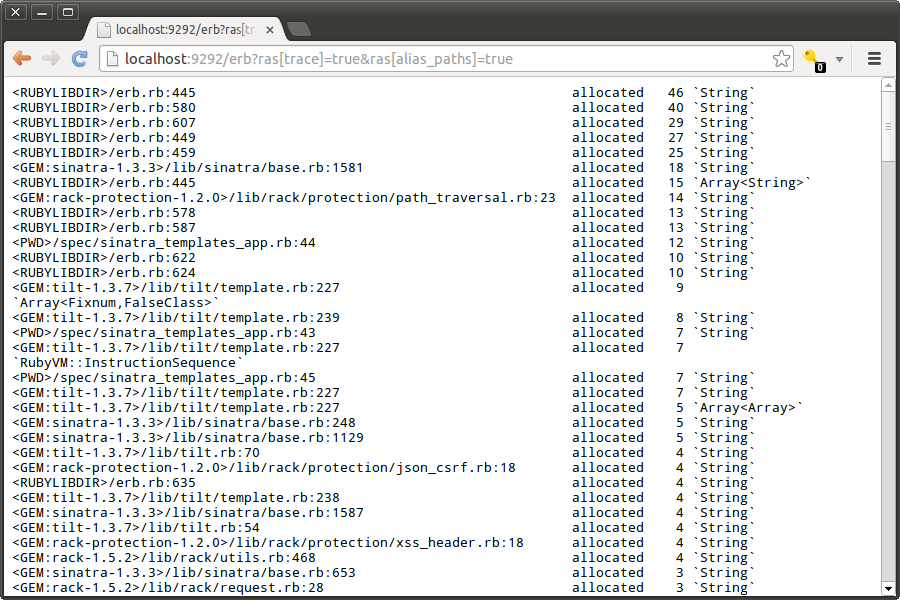 localhost:9292/erb?ras[tr
localhost:9292/erb?ras[trace]=true&ras[alias_paths]=true
0
<RUBYLIBDIR>/erb.rb:445 allocated 46 `String`
<RUBYLIBDIR>/erb.rb:580 allocated 40 `String`
<RUBYLIBDIR>/erb.rb:607 allocated 29 `String`
<RUBYLIBDIR>/erb.rb:449 allocated 27 `String`
<RUBYLIBDIR>/erb.rb:459 allocated 25 `String`
<GEM:sinatra-1.3.3>/lib/sinatra/base.rb:1581 allocated 18 `String`
<RUBYLIBDIR>/erb.rb:445 allocated 15 `Array<String>`
<GEM:rack-protection-1.2.0>/lib/rack/protection/path_traversal.rb:23 allocated 14 `String`
<RUBYLIBDIR>/erb.rb:578 allocated 13 `String`
<RUBYLIBDIR>/erb.rb:587 allocated 13 `String`
<PWD>/spec/sinatra_templates_app.rb:44 allocated 12 `String`
<RUBYLIBDIR>/erb.rb:622 allocated 10 `String`
<RUBYLIBDIR>/erb.rb:624 allocated 10 `String`
<GEM:tilt-1.3.7>/lib/tilt/template.rb:227 allocated 9
`Array<Fixnum,FalseClass>`
<GEM:tilt-1.3.7>/lib/tilt/template.rb:239 allocated 8 `String`
<PWD>/spec/sinatra_templates_app.rb:43 allocated 7 `String`
<GEM:tilt-1.3.7>/lib/tilt/template.rb:227 allocated 7
`RubyVM::InstructionSequence`
<PWD>/spec/sinatra_templates_app.rb:45 allocated 7 `String`
<GEM:tilt-1.3.7>/lib/tilt/template.rb:227 allocated 7 `String`
<GEM:tilt-1.3.7>/lib/tilt/template.rb:227 allocated 5 `Array<Array>`
<GEM:sinatra-1.3.3>/lib/sinatra/base.rb:248 allocated 5 `String`
<GEM:sinatra-1.3.3>/lib/sinatra/base.rb:1129 allocated 5 `String`
<GEM:tilt-1.3.7>/lib/tilt.rb:70 allocated 4 `String`
<GEM:rack-protection-1.2.0>/lib/rack/protection/json_csrf.rb:18 allocated 4 `String`
<RUBYLIBDIR>/erb.rb:635 allocated 4 `String`
<GEM:tilt-1.3.7>/lib/tilt/template.rb:238 allocated 4 `String`
<GEM:sinatra-1.3.3>/lib/sinatra/base.rb:1587 allocated 4 `String`
<GEM:tilt-1.3.7>/lib/tilt.rb:54 allocated 4 `String`
<GEM:rack-protection-1.2.0>/lib/rack/protection/xss_header.rb:18 allocated 4 `String`
<GEM:rack-1.5.2>/lib/rack/utils.rb:468 allocated 4 `String`
<GEM:sinatra-1.3.3>/lib/sinatra/base.rb:653 allocated 3 `String`
<GEM:rack-1.5.2>/lib/rack/request.rb:28 allocated 3 `String`